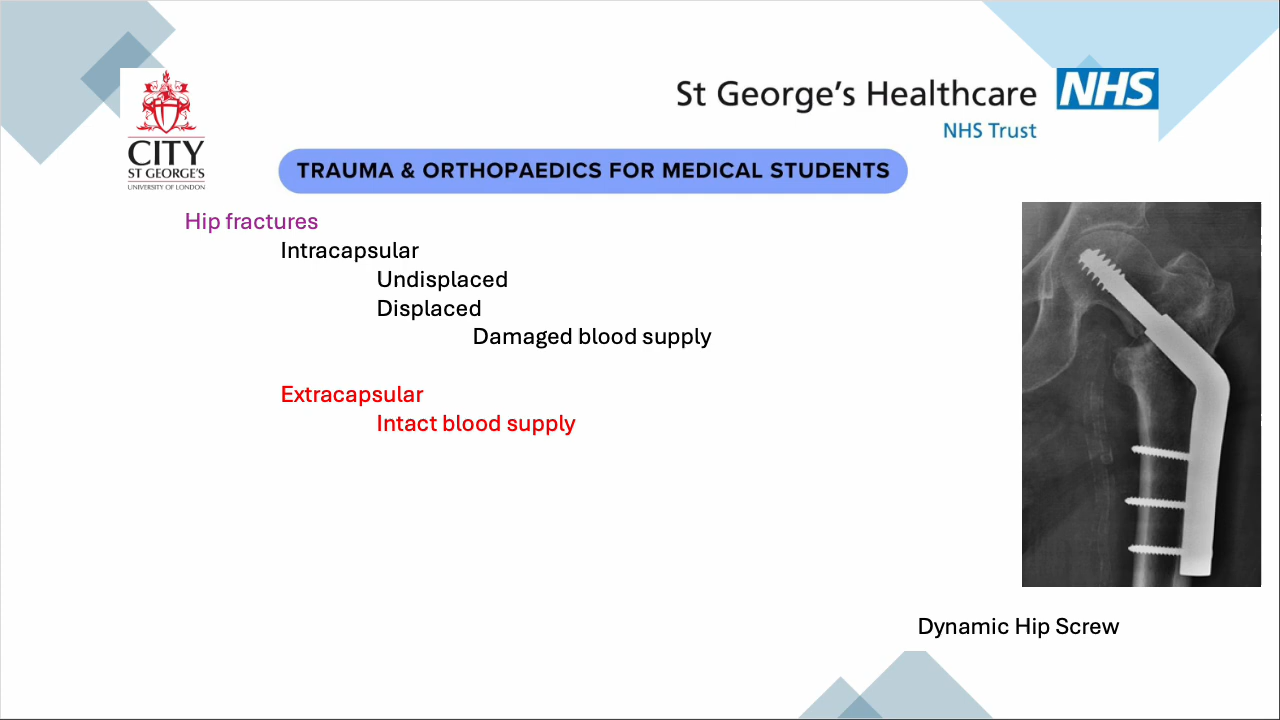 St George's Healthcare NHS
NHS Trust
CITY
ST GEORGE'S
UNIVERSITY OF LONDON
TRAUMA & ORTHOPAEDICS FOR MEDICAL STUDENTS
Hip fractures
Intracapsular
Undisplaced
Displaced
Damaged blood supply
Extracapsular
Intact blood supply
Dynamic Hip Screw